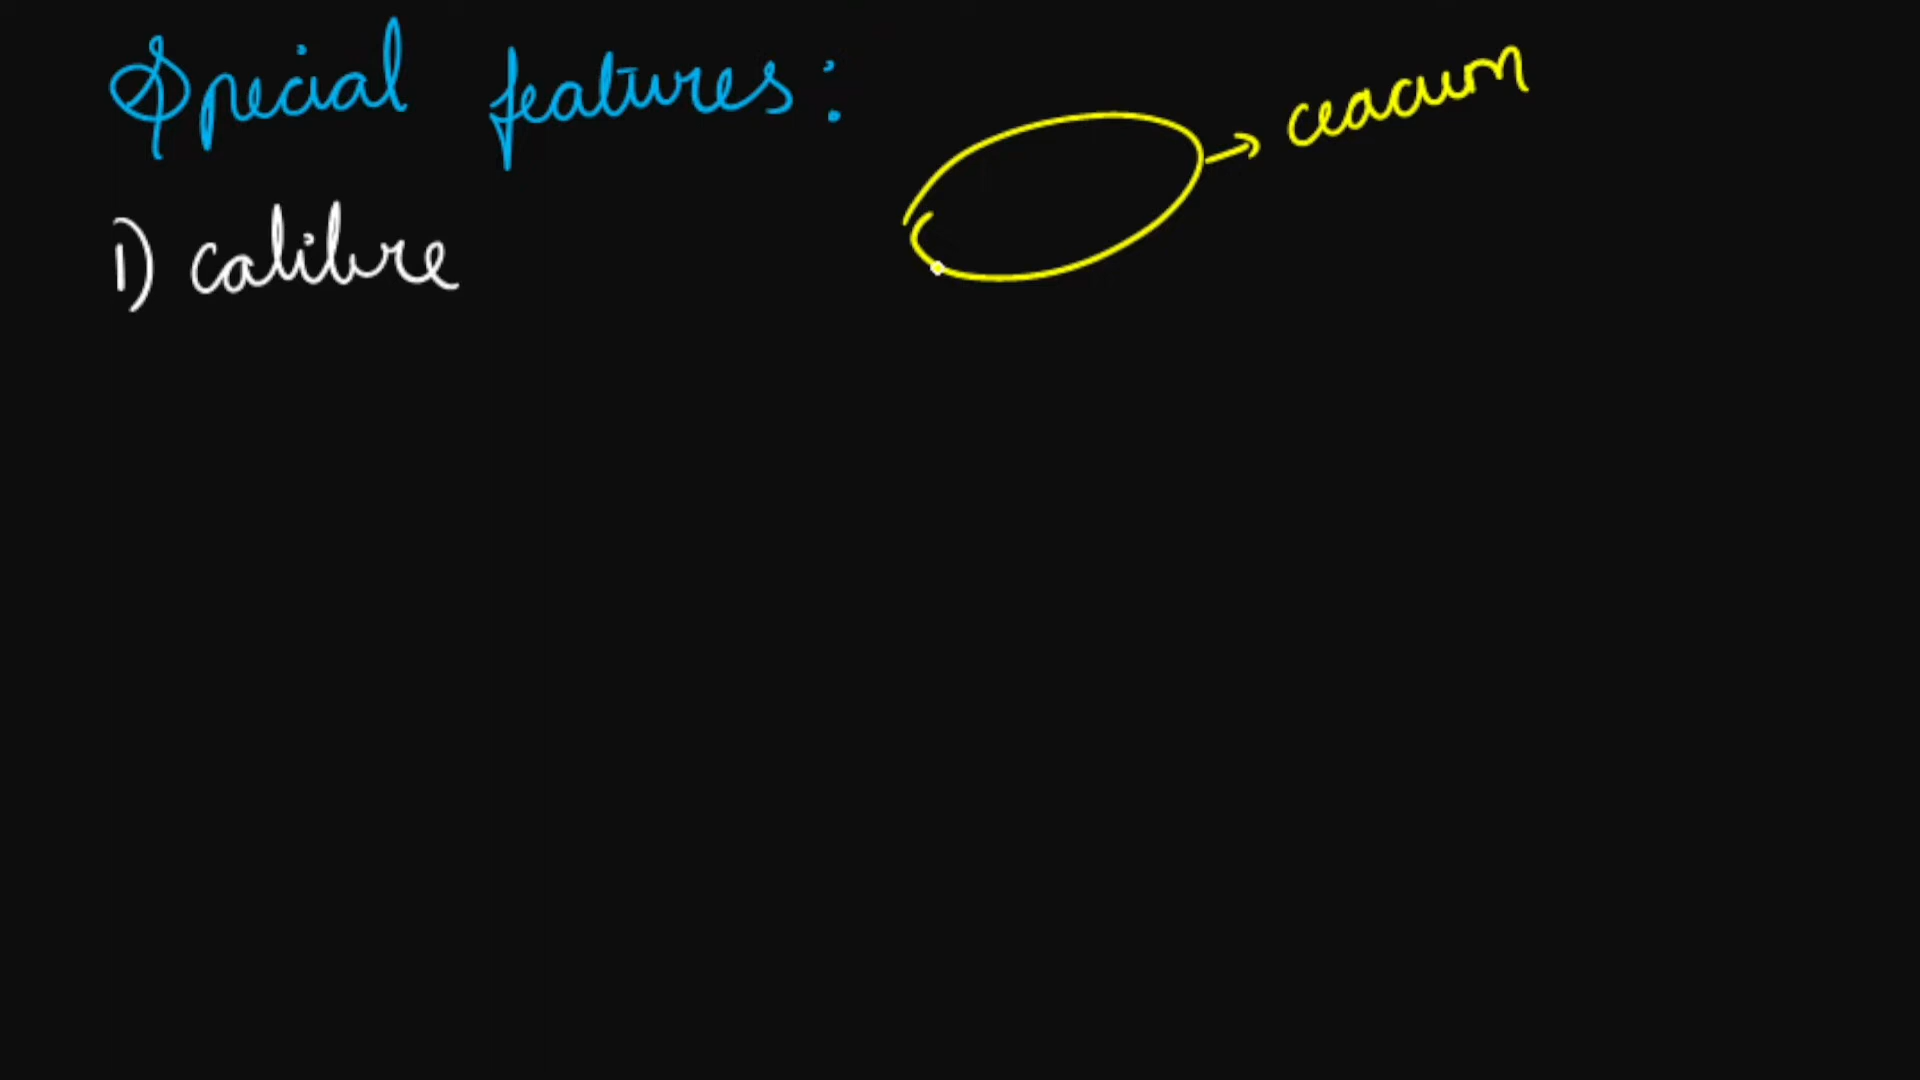 Special features:
1) calibre
→ ceacum